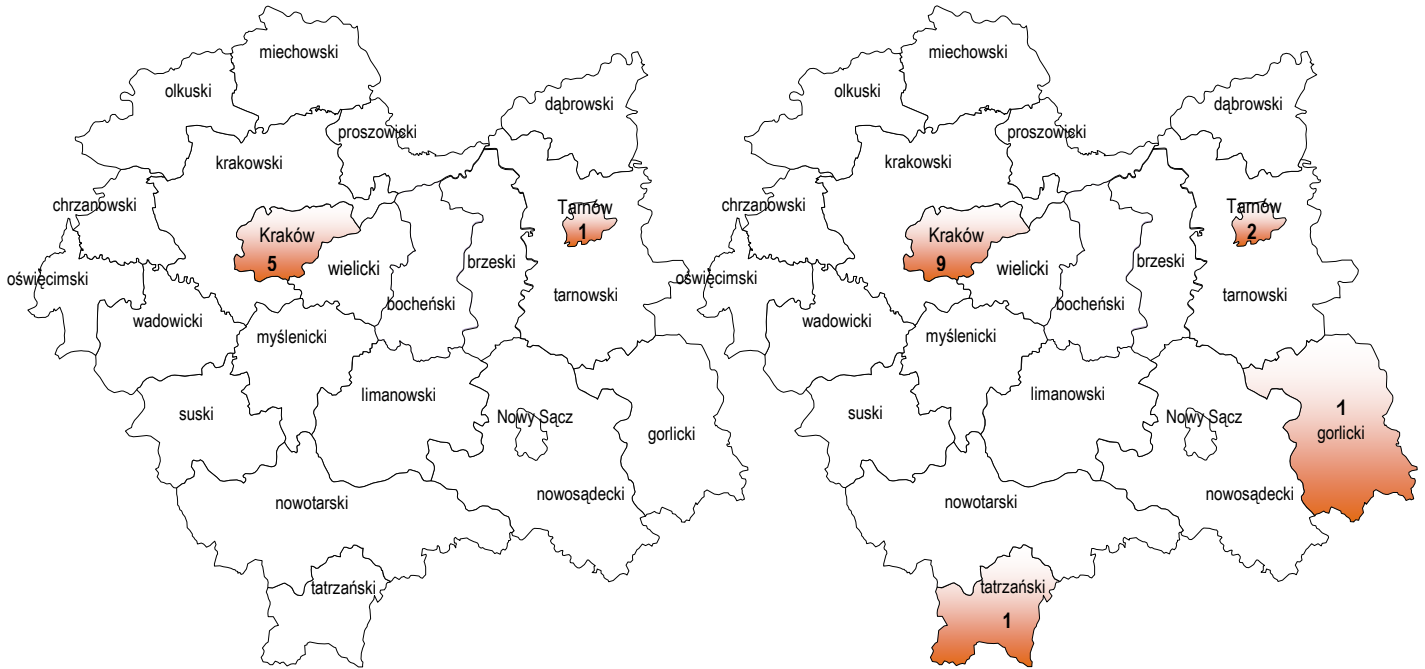 miechowski
olkuski
dąbrowski
proszowicki
krakowski
chrzanowski
Tarnów
1
Kraków
5
wielicki
brzeski
oświęcimski
bocheński
tarnowski
wadowicki
myślenicki
limanowski
suski
Nowy Sącz
gorlicki
nowotarski
nowosądecki
tatrzański
miechowski
olkuski
dąbrowski
proszowicki
krakowski
chrzanowski
Tarnów
2
Kraków
9
wielicki
brzeski
oświęcimski
bocheński
tarnowski
wadowicki
myślenicki
limanowski
suski
Nowy Sącz
1
gorlicki
nowotarski
nowosądecki
tatrzański
1